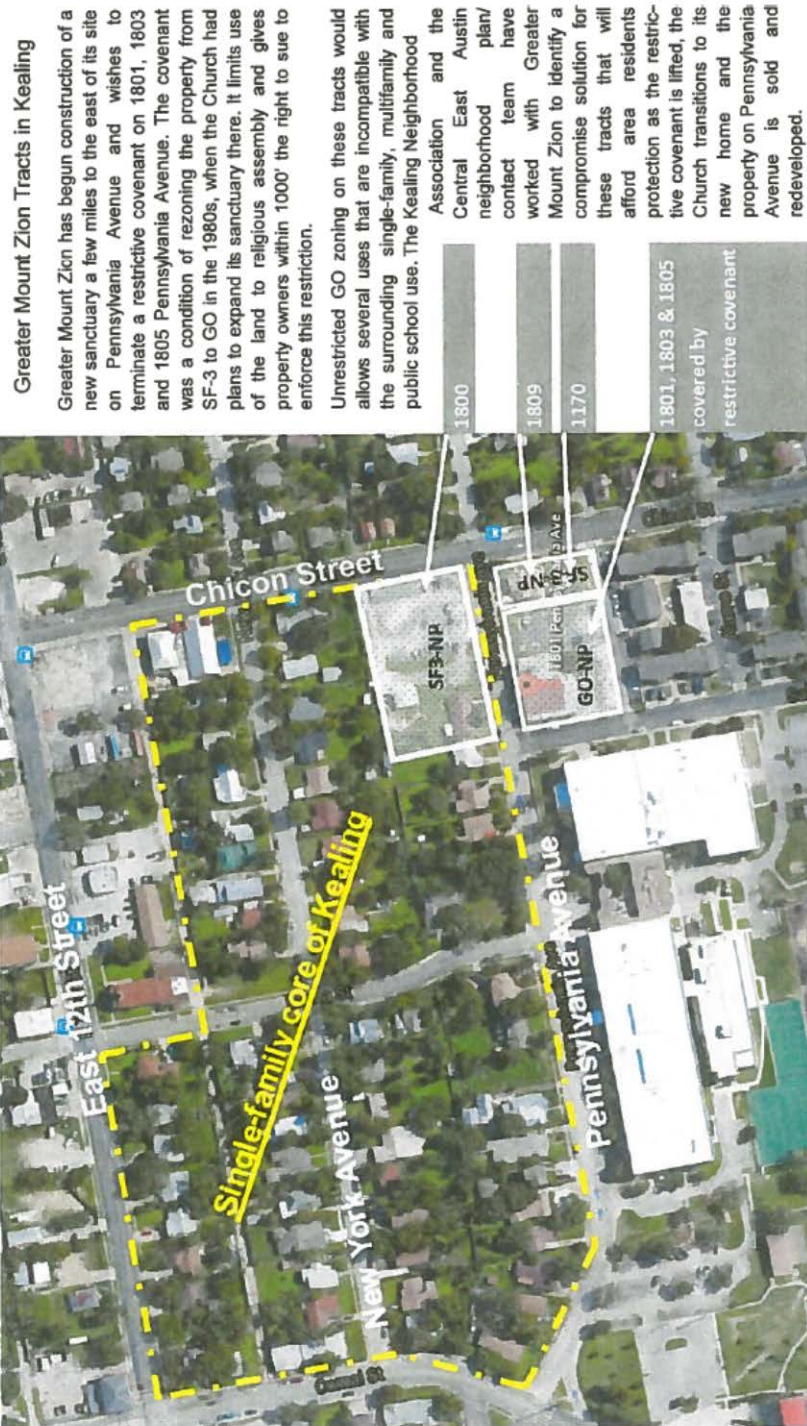 Greater Mount Zion Tracts in Kealing
Greater Mount Zion has begun construction of a
new sanctuary a few miles to the east of its site
on Pennsylvania Avenue and wishes to
terminate a restrictive covenant on 1801, 1803
and 1805 Pennsylvania Avenue. The covenant
was a condition of rezoning the property from
SF-3 to GO in the 1980s, when the Church had
plans to expand its sanctuary there. It limits use
of the land to religious assembly and gives
property owners within 1000' the right to sue to
enforce this restriction.
Unrestricted GO zoning on these tracts would
allows several uses that are incompatible with
the surrounding single-family, multifamily and
public school use. The Kealing Neighborhood
Association and the
Central East Austin
neighborhood plan/
contact team have
worked with Greater
Mount Zion to identify a
compromise solution for
these tracts that will
afford area residents
protection as the restric-
tive covenant is lifted, the
Church transitions to its
new home and the
property on Pennsylvania
Avenue is sold and
redeveloped.
1800
1809
1170
1801, 1803 & 1805
covered by
restrictive covenant
East 12th Street
Chicon Street
Single-family core of Kealing
New York Avenue
Pennsylvania Avenue
SF3-NP
GO-NP